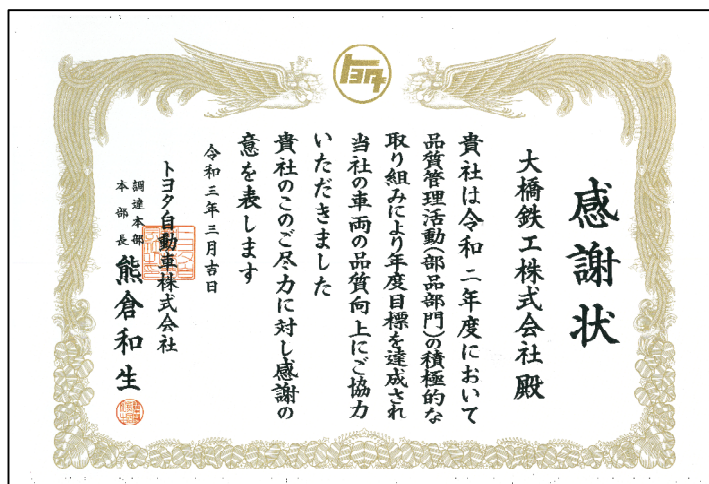 トヨタ
感謝状
大橋鉄工株式会社 殿
貴社は令和二年度において
品質管理活動(部品部門)の積極的な
取り組みにより年度目標を達成され
当社の車両の品質向上にご協力
いただきました
貴社のこのご尽力に対し感謝の
意を表します
令和三年三月吉日
トヨタ自動車株式会社
調達本部
本部長 熊倉和生